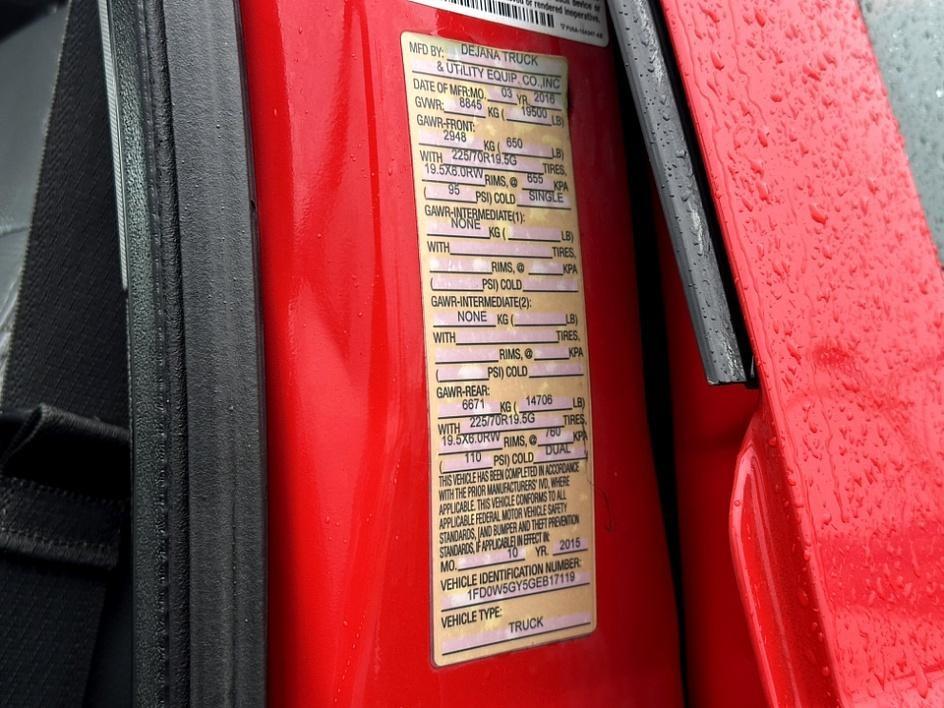 or rendered inoperative.
MFD BY: DEJANA TRUCK
& UTILITY EQUIP. CO.,INC
DATE OF MFR:MO. 03 YR. 2016
GVWR: 8845 KG ( 19500 LB)
GAWR-FRONT:
2948 KG ( 650 LB)
WITH 225/70R19.5G TIRES,
19.5X6.0RW RIMS, @ 655 KPA
( 95 PSI) COLD SINGLE
GAWR-INTERMEDIATE(1):
NONE KG ( LB)
WITH TIRES,
RIMS, @ KPA
( PSI) COLD
GAWR-INTERMEDIATE(2):
NONE KG ( LB)
WITH TIRES,
RIMS, @ KPA
( PSI) COLD
GAWR-REAR:
6671 KG ( 14706 LB)
WITH 225/70R19.5G TIRES,
19.5X6.0RW RIMS, @ 760 KPA
( 110 PSI) COLD DUAL
THIS VEHICLE HAS BEEN COMPLETED IN ACCORDANCE
WITH THE PRIOR MANUFACTURERS' IVD, WHERE
APPLICABLE. THIS VEHICLE CONFORMS TO ALL
APPLICABLE FEDERAL MOTOR VEHICLE SAFETY
STANDARDS, [AND BUMPER AND THEFT PREVENTION
STANDARDS, IF APPLICABLE] IN EFFECT IN:
MO. 10 YR. 2015
VEHICLE IDENTIFICATION NUMBER:
1FD0W5GY5GEB17119
VEHICLE TYPE:
TRUCK